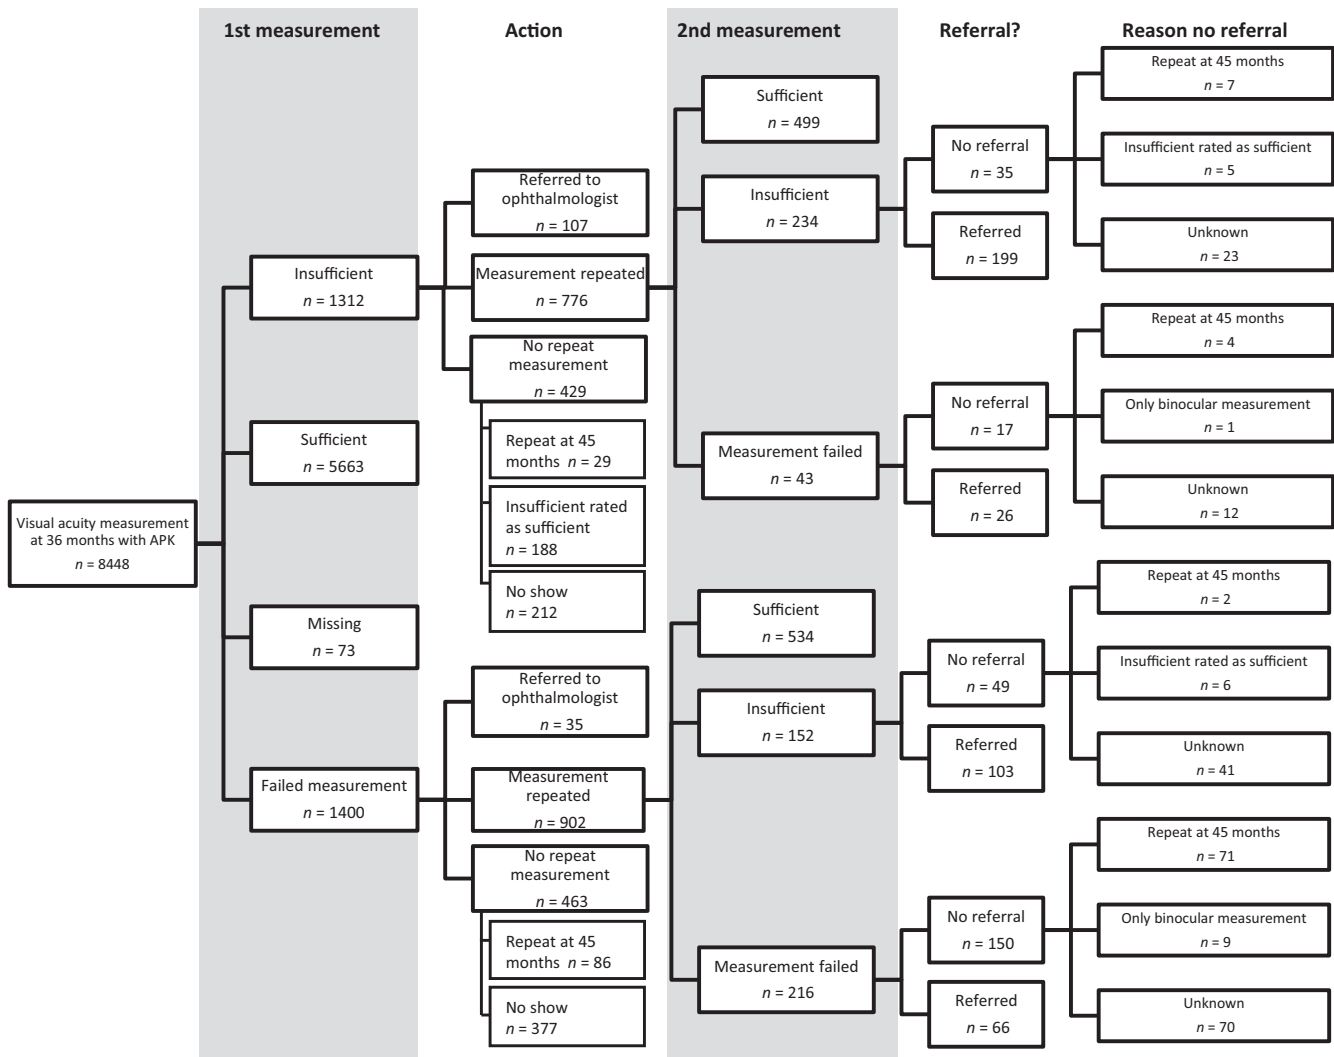 1st measurement
Action
2nd measurement
Referral?
Reason no referral
Visual acuity measurement
at 36 months with APK
n = 8448
Insufficient
n = 1312
Sufficient
n = 5663
Missing
n = 73
Failed measurement
n = 1400
Referred to
ophthalmologist
n = 107
Measurement repeated
n = 776
No repeat
measurement
n = 429
Repeat at 45
months n = 29
Insufficient rated
as sufficient
n = 188
No show
n = 212
Referred to
ophthalmologist
n = 35
Measurement
repeated
n = 902
No repeat
measurement
n = 463
Repeat at 45
months n = 86
No show
n = 377
Sufficient
n = 499
Insufficient
n = 234
Measurement failed
n = 43
Sufficient
n = 534
Insufficient
n = 152
Measurement failed
n = 216
No referral
n = 35
Referred
n = 199
No referral
n = 17
Referred
n = 26
No referral
n = 49
Referred
n = 103
No referral
n = 150
Referred
n = 66
Repeat at 45 months
n = 7
Insufficient rated as sufficient
n = 5
Unknown
n = 23
Repeat at 45 months
n = 4
Only binocular measurement
n = 1
Unknown
n = 12
Repeat at 45 months
n = 2
Insufficient rated as sufficient
n = 6
Unknown
n = 41
Repeat at 45 months
n = 71
Only binocular measurement
n = 9
Unknown
n = 70